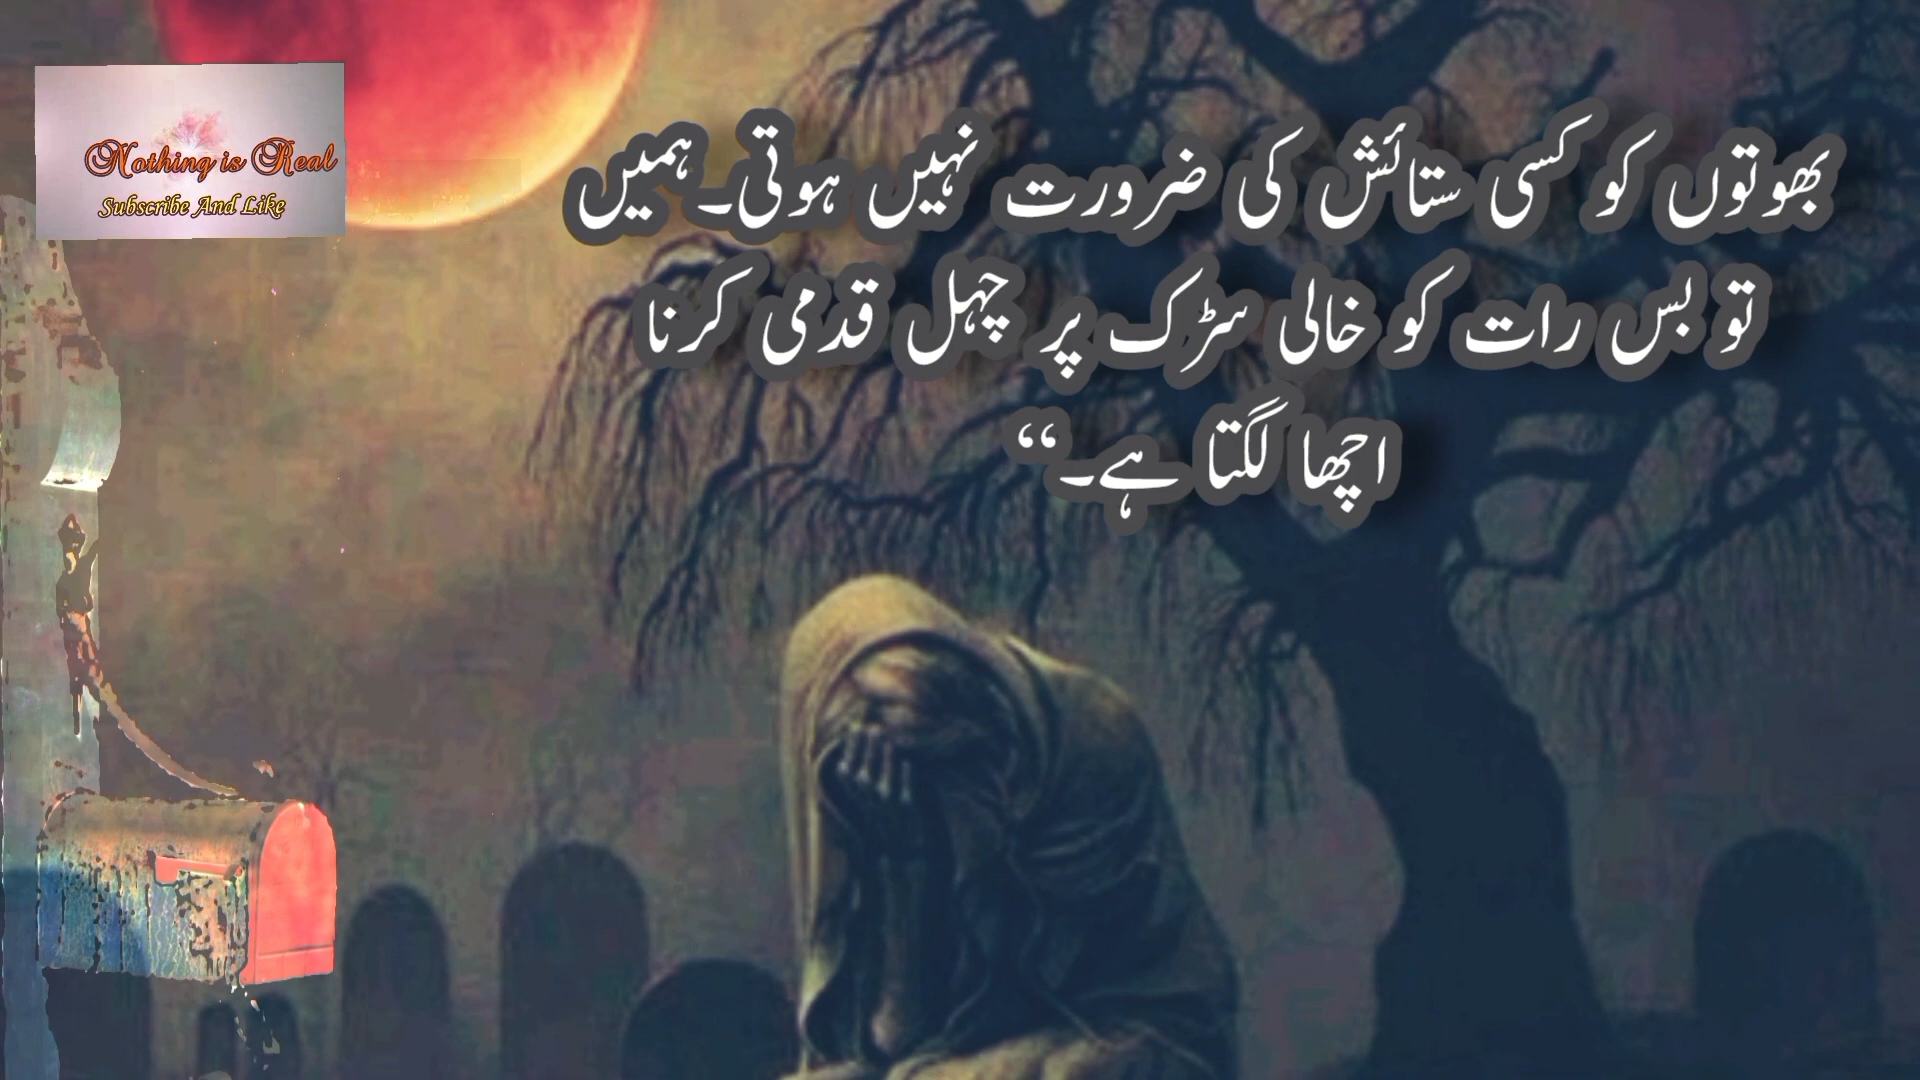 Nothing is Real
Subscribe And Like
بھوتوں کو کسی ستائش کی ضرورت نہیں ہوتی۔ ہمیں
تو بس رات کو خالی سڑک پر چہل قدمی کرنا
اچھا لگتا ہے۔‘‘